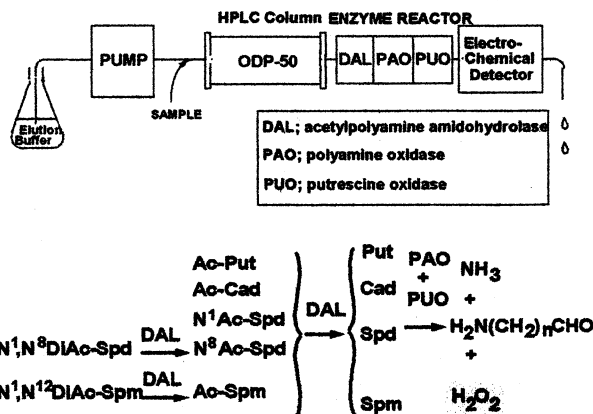 HPLC Column ENZYME REACTOR
PUMP
ODP-50
DAL PAO PUO
Electro-
Chemical
Detector
SAMPLE
Elution
Buffer
DAL; acetylpolyamine amidohydrolase
PAO; polyamine oxidase
PUO; putrescine oxidase
Ac-Put
Ac-Cad
N¹Ac-Spd
N¹,N⁸DiAc-Spd DAL N⁸Ac-Spd
N¹,N¹²DiAc-Spm DAL Ac-Spm
DAL
Put
Cad
Spd
Spm
PAO
+
PUO
NH₃
+
H₂N(CH₂)ₙCHO
+
H₂O₂